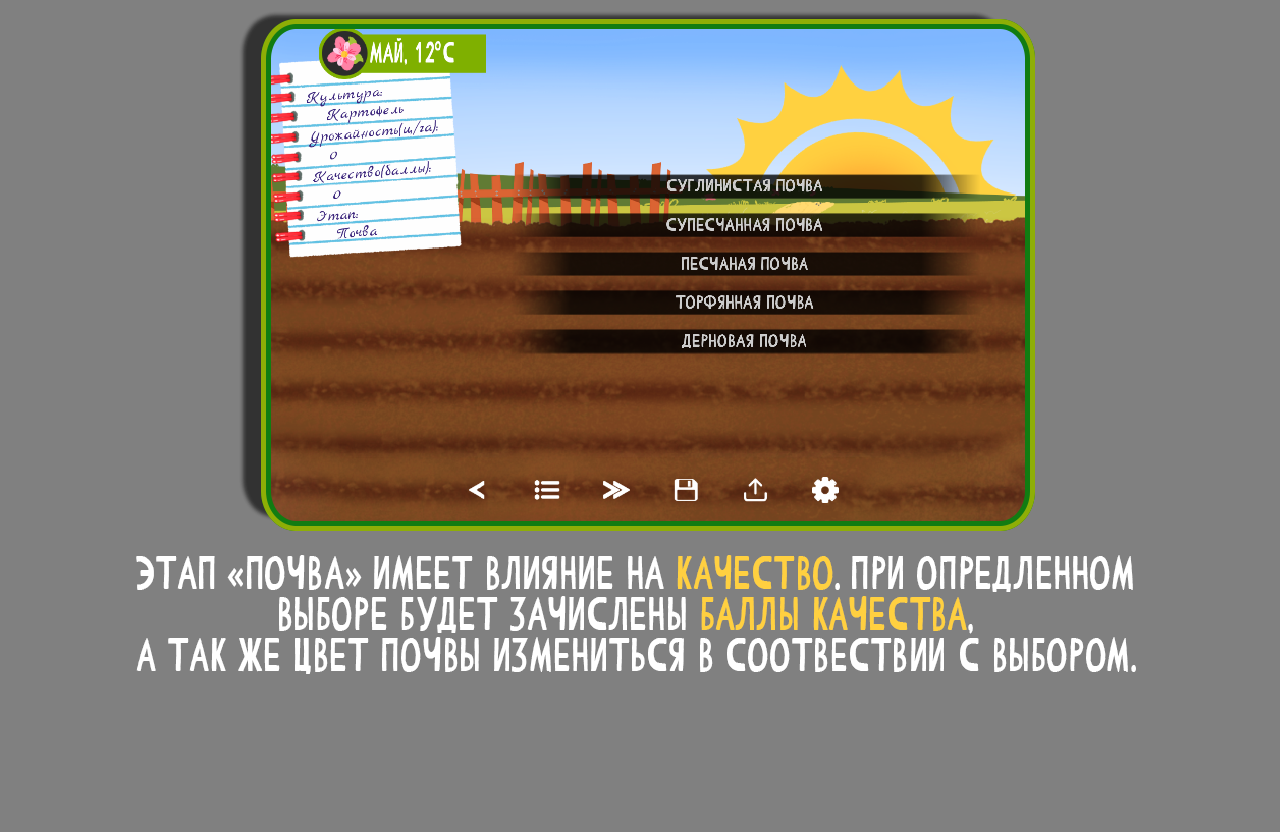 МАЙ, 12°С
Культура:
Картофель
Урожайность(ц/га):
0
Качество(баллы):
0
Этап:
Почва
СУГЛИНИСТАЯ ПОЧВА
СУПЕСЧАННАЯ ПОЧВА
ПЕСЧАНАЯ ПОЧВА
ТОРФЯННАЯ ПОЧВА
ДЕРНОВАЯ ПОЧВА
ЭТАП «ПОЧВА» ИМЕЕТ ВЛИЯНИЕ НА КАЧЕСТВО. ПРИ ОПРЕДЛЕННОМ
ВЫБОРЕ БУДЕТ ЗАЧИСЛЕНЫ БАЛЛЫ КАЧЕСТВА,
А ТАК ЖЕ ЦВЕТ ПОЧВЫ ИЗМЕНИТЬСЯ В СООТВЕСТВИИ С ВЫБОРОМ.